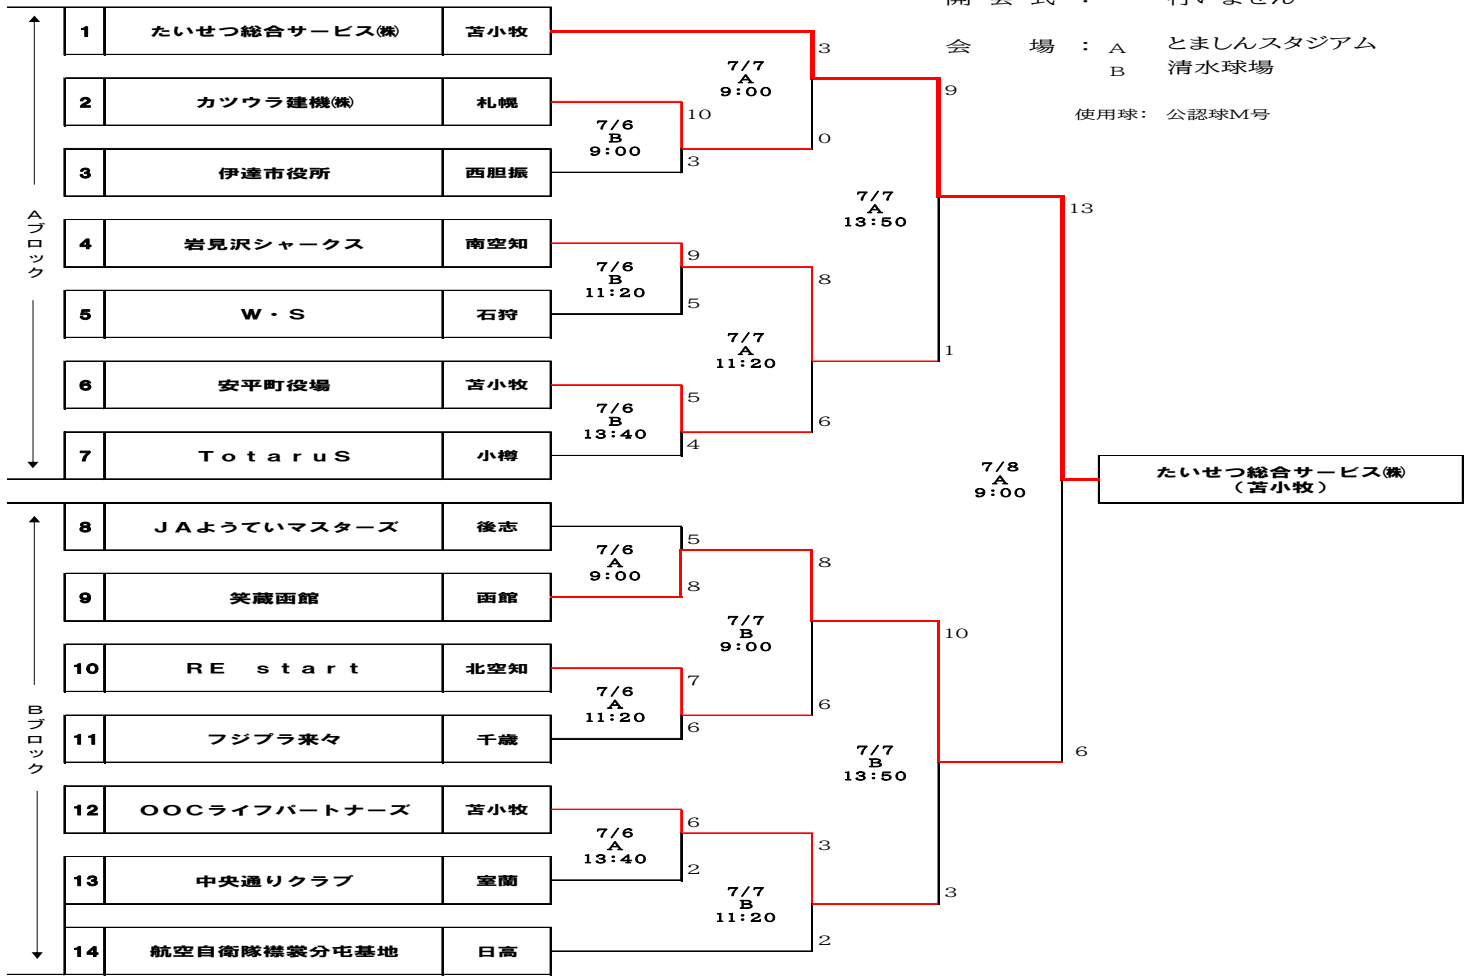 開 会 式 : 行いません
会 場 : A とましんスタジアム
B 清水球場
使用球: 公認球M号
Aブロック
1 たいせつ総合サービス㈱ 苫小牧
2 カツウラ建機㈱ 札幌
3 伊達市役所 西胆振
4 岩見沢シャークス 南空知
5 W・S 石狩
6 安平町役場 苫小牧
7 TotaruS 小樽
Bブロック
8 JAようていマスターズ 後志
9 笑蔵函館 函館
10 RE start 北空知
11 フジプラ来々 千歳
12 OOCライフパートナーズ 苫小牧
13 中央通りクラブ 室蘭
14 航空自衛隊襟裳分屯基地 日高
7/6
B
9:00
10
3
7/6
B
11:20
9
5
7/6
B
13:40
5
4
7/6
A
9:00
5
8
7/6
A
11:20
7
6
7/6
A
13:40
6
2
7/7
A
9:00
3
0
7/7
A
11:20
8
6
7/7
B
9:00
8
6
7/7
B
11:20
3
2
7/7
A
13:50
9
1
7/7
B
13:50
10
3
7/8
A
9:00
13
6
たいせつ総合サービス㈱
(苫小牧)